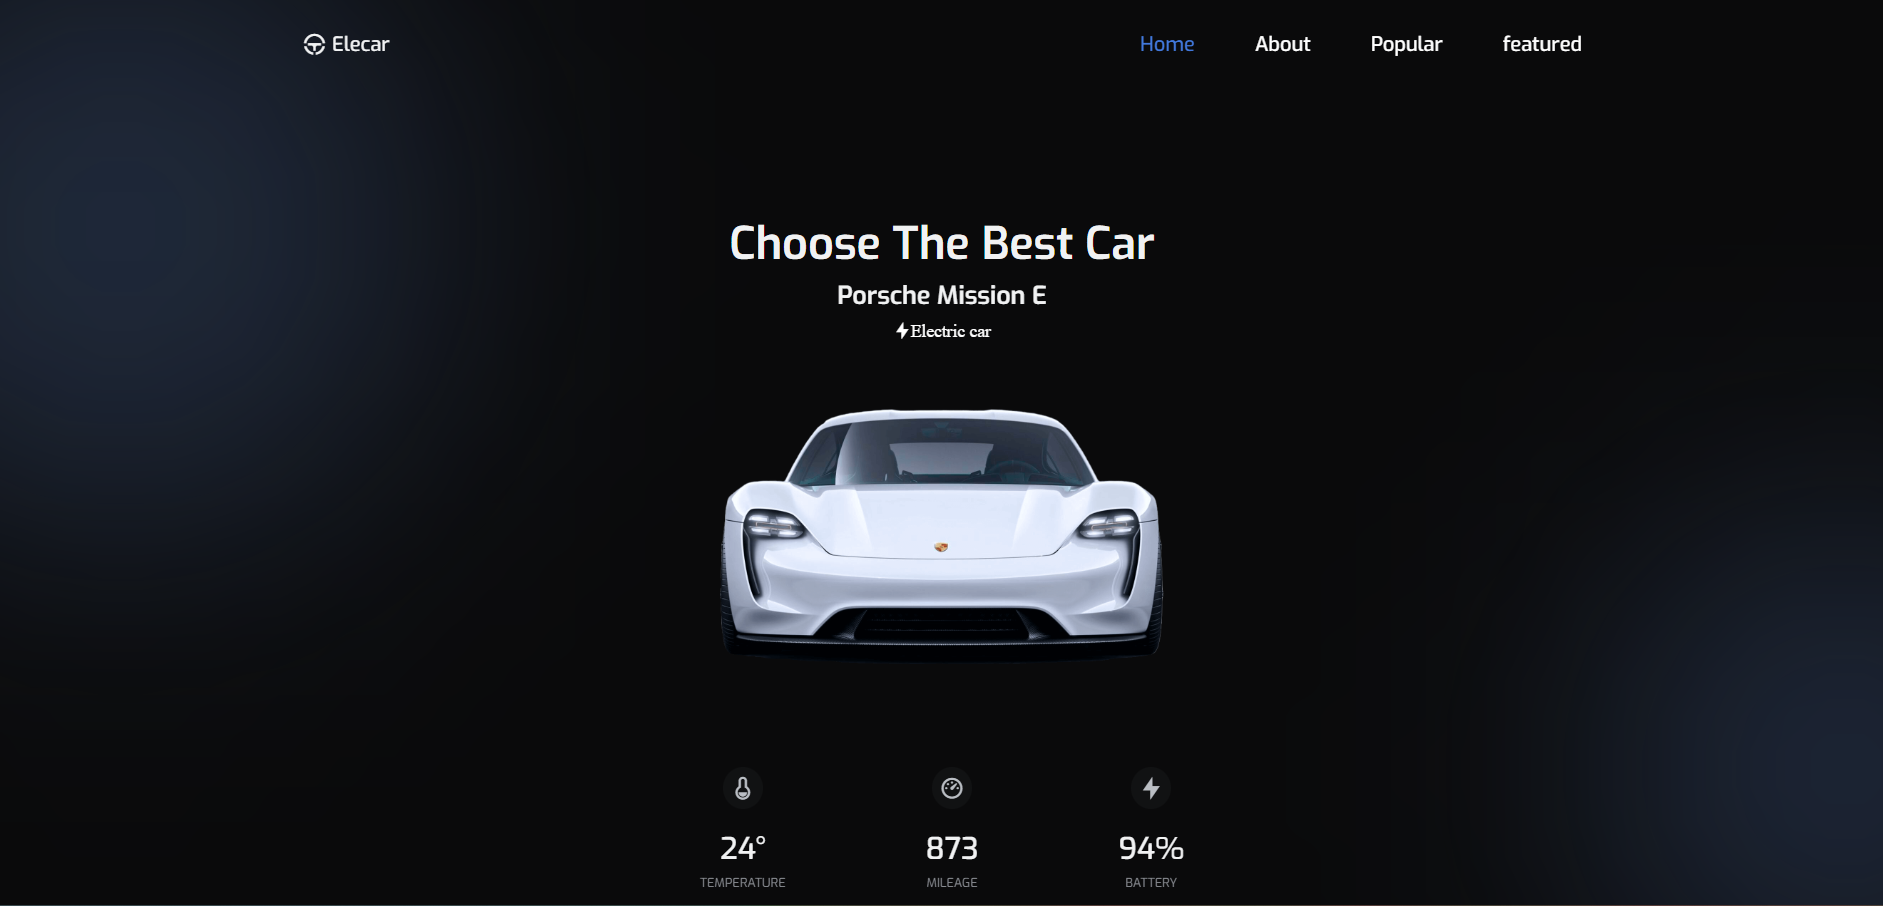 Elecar
Home About Popular featured
Choose The Best Car
Porsche Mission E
Electric car
24° 873 94%
TEMPERATURE MILEAGE BATTERY